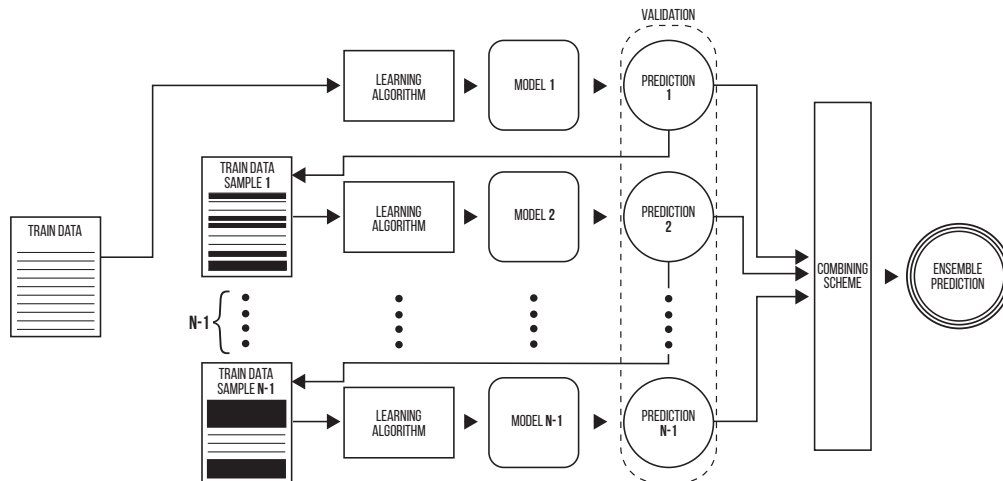 VALIDATION
LEARNING
ALGORITHM
MODEL 1
PREDICTION
1
TRAIN DATA
SAMPLE 1
LEARNING
ALGORITHM
MODEL 2
PREDICTION
2
TRAIN DATA
COMBINING
SCHEME
ENSEMBLE
PREDICTION
N-1
TRAIN DATA
SAMPLE N-1
LEARNING
ALGORITHM
MODEL N-1
PREDICTION
N-1